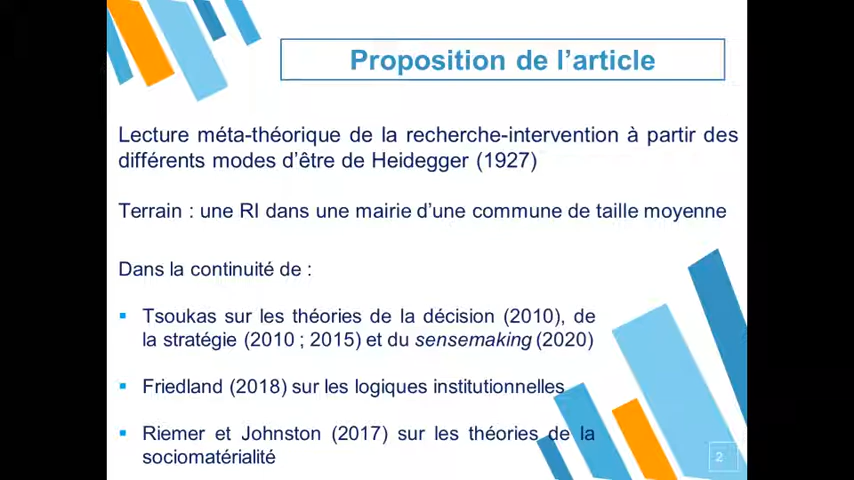 Proposition de l’article
Lecture méta-théorique de la recherche-intervention à partir des
différents modes d’être de Heidegger (1927)
Terrain : une RI dans une mairie d’une commune de taille moyenne
Dans la continuité de :
▪ Tsoukas sur les théories de la décision (2010), de
la stratégie (2010 ; 2015) et du sensemaking (2020)
▪ Friedland (2018) sur les logiques institutionnelles
▪ Riemer et Johnston (2017) sur les théories de la
sociomatérialité
2